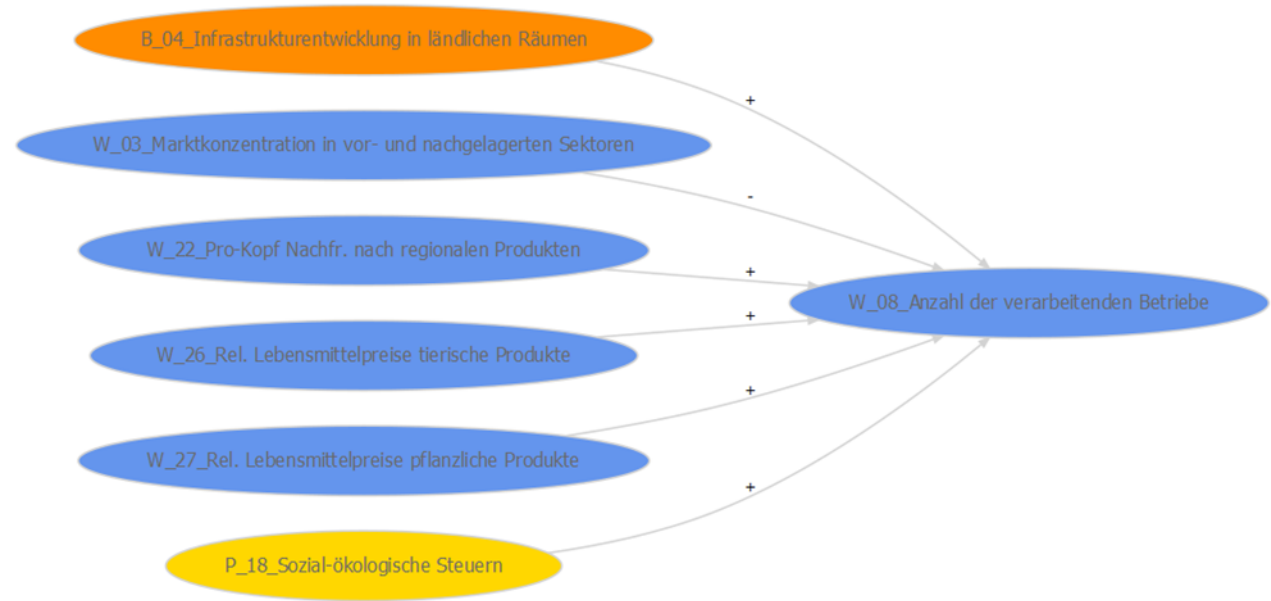 B_04_Infrastrukturentwicklung in ländlichen Räumen
+
W_03_Marktkonzentration in vor- und nachgelagerten Sektoren
-
W_22_Pro-Kopf Nachfr. nach regionalen Produkten
+
W_08_Anzahl der verarbeitenden Betriebe
+
W_26_Rel. Lebensmittelpreise tierische Produkte
+
W_27_Rel. Lebensmittelpreise pflanzliche Produkte
+
P_18_Sozial-ökologische Steuern